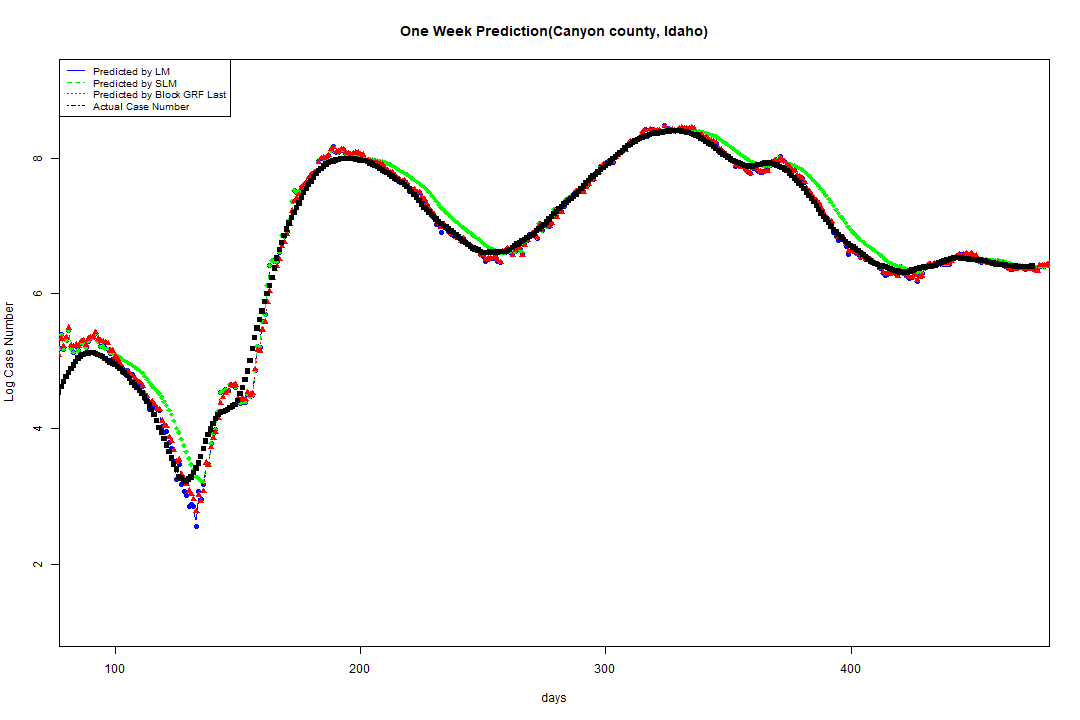 One Week Prediction(Canyon county, Idaho)
Predicted by LM
Predicted by SLM
Predicted by Block GRF Last
Actual Case Number
8
6
4
2
Log Case Number
100 200 300 400
days